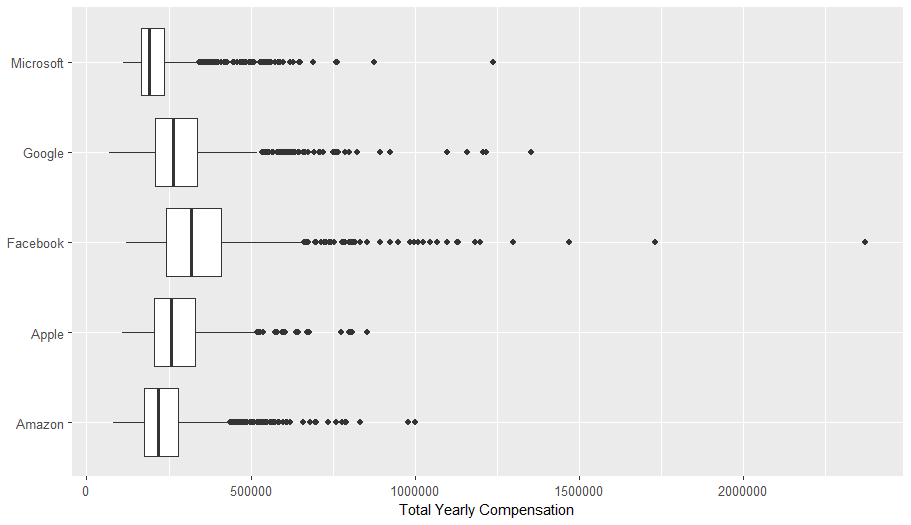 Microsoft
Google
Facebook
Apple
Amazon
0 500000 1000000 1500000 2000000
Total Yearly Compensation